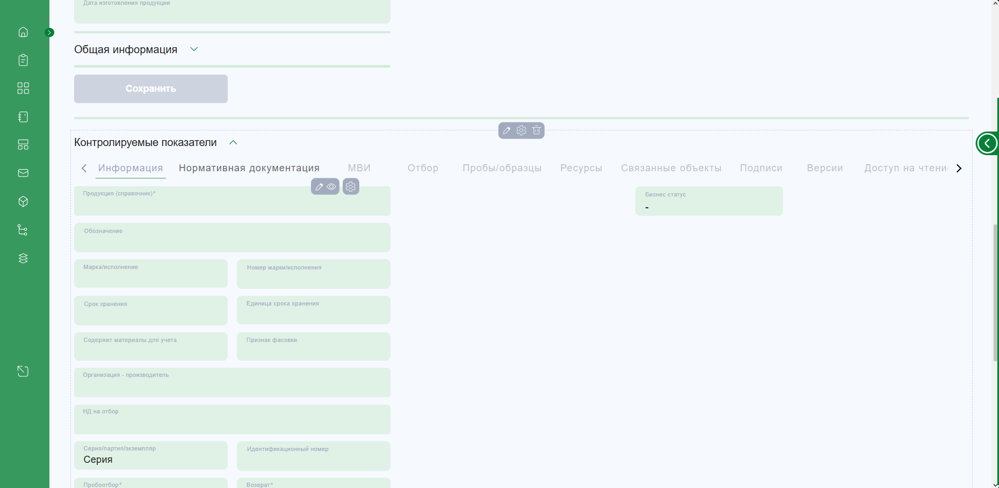 Дата изготовления продукции
Общая информация
Сохранить
Контролируемые показатели
Информация Нормативная документация МВИ Отбор Пробы/образцы Ресурсы Связанные объекты Подписи Версии Доступ на чтени
Продукция (справочник)*
Бизнес статус
-
Обозначение
Марка/исполнение Номер марки/исполнения
Срок хранения Единица срока хранения
Содержит материалы для учета Признак фасовки
Организация - производитель
НД на отбор
Серия/партия/экземпляр Идентификационный номер
Серия
Пробоотбор* Возврат*